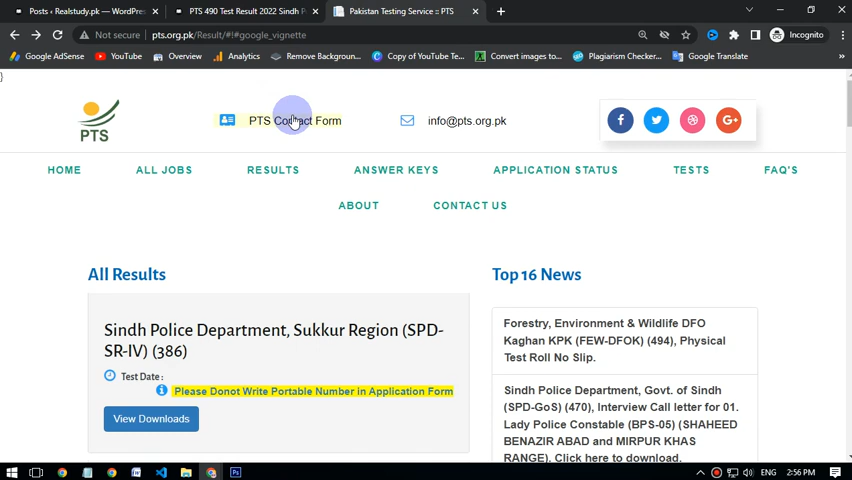 Posts ‹ Realstudy.pk — WordPre
PTS 490 Test Result 2022 Sindh P
Pakistan Testing Service :: PTS
Not secure
pts.org.pk/Result/#!#google_vignette
Incognito
Google AdSense
YouTube
Overview
Analytics
Remove Backgroun...
Copy of YouTube Te...
Convert images to...
Plagiarism Checker...
Google Translate
}
PTS
PTS Contact Form
info@pts.org.pk
G+
HOME
ALL JOBS
RESULTS
ANSWER KEYS
APPLICATION STATUS
TESTS
FAQ'S
ABOUT
CONTACT US
All Results
Sindh Police Department, Sukkur Region (SPD-
SR-IV) (386)
Test Date :
Please Donot Write Portable Number in Application Form
View Downloads
Top 16 News
Forestry, Environment & Wildlife DFO
Kaghan KPK (FEW-DFOK) (494), Physical
Test Roll No Slip.
Sindh Police Department, Govt. of Sindh
(SPD-GoS) (470), Interview Call letter for 01.
Lady Police Constable (BPS-05) (SHAHEED
BENAZIR ABAD and MIRPUR KHAS
RANGE). Click here to download.
ENG
2:56 PM